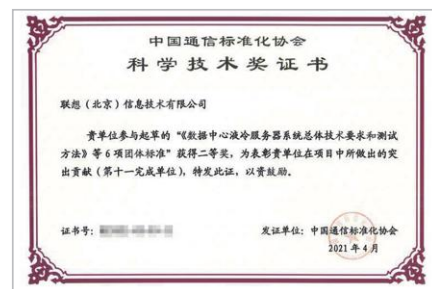 中国通信标准化协会
科学技术奖证书
联想（北京）信息技术有限公司
贵单位参与起草的“《数据中心液冷服务器系统总体技术要求和测试
方法》等6项团体标准”获得二等奖，为表彰贵单位在项目中所做出的突
出贡献（第十一完成单位），特发此证，以资鼓励。
证书号：
发证单位：中国通信标准化协会
2021年4月